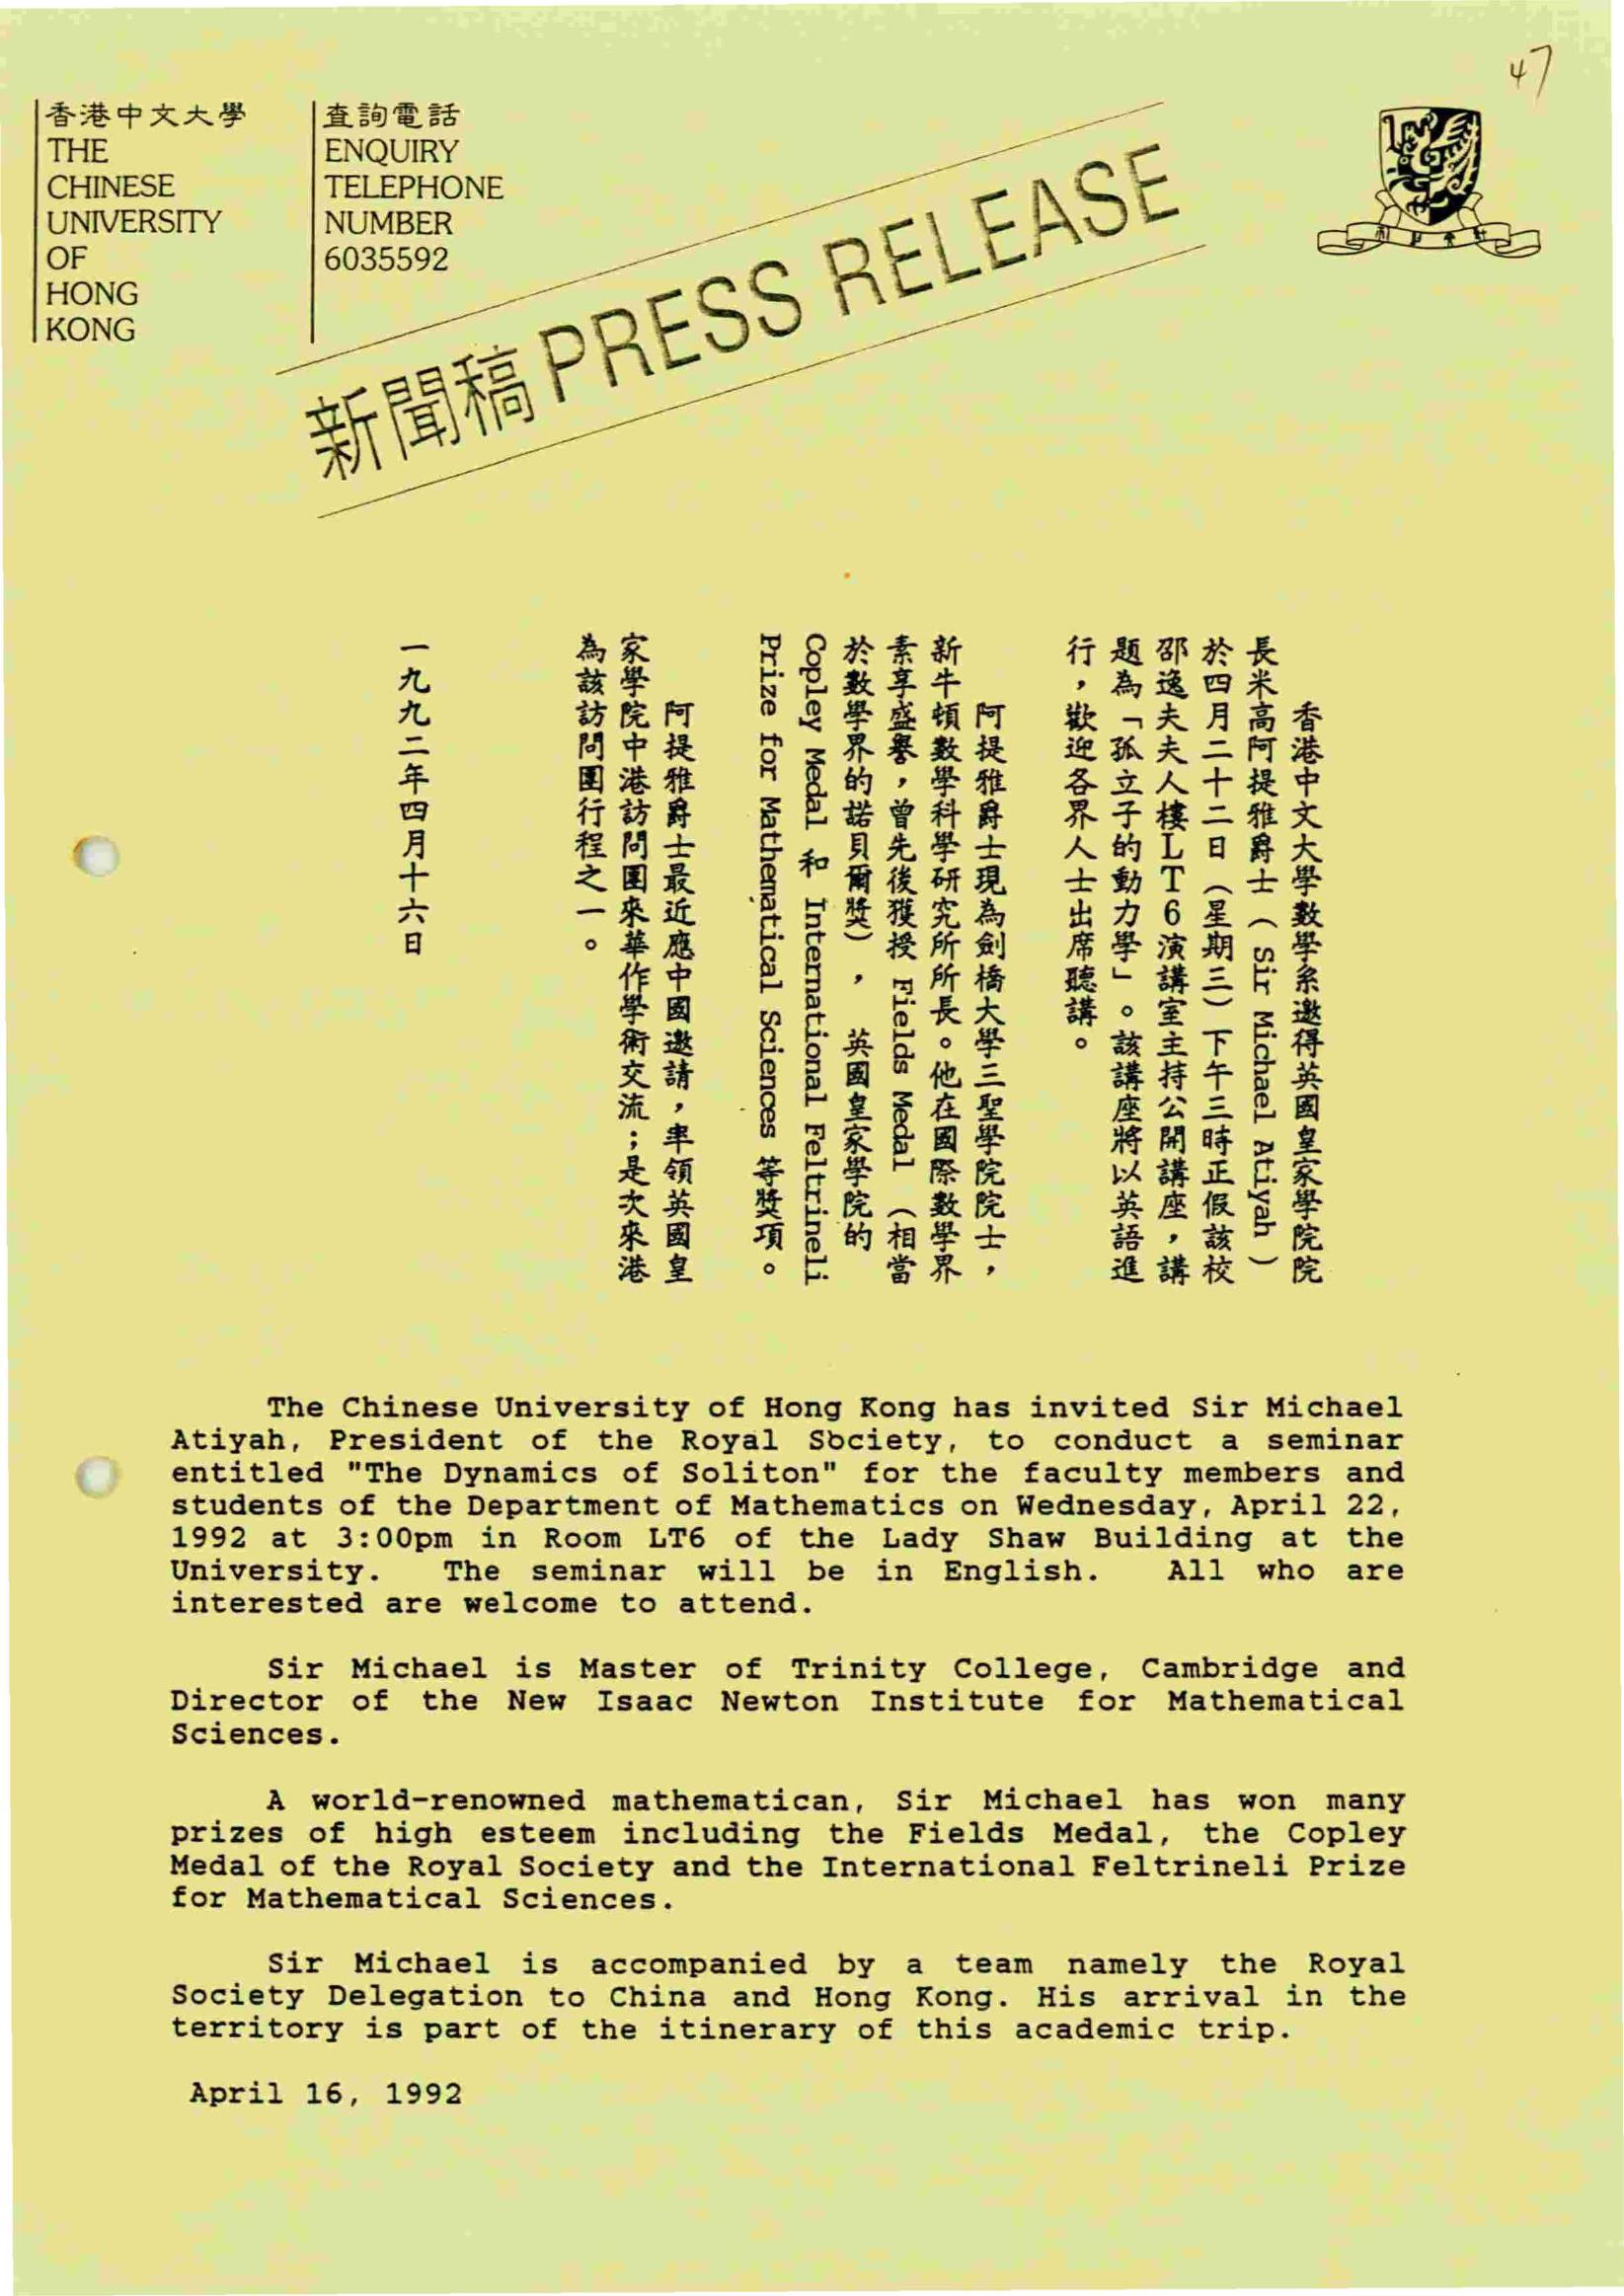 47
香港中文大學
THE
CHINESE
UNIVERSITY
OF
HONG
KONG
查詢電話
ENQUIRY
TELEPHONE
NUMBER
6035592
新聞稿 PRESS RELEASE
香港中文大學數學系邀得英國皇家學院院
長米高阿提雅爵士（Sir Michael Atiyah）
於四月二十二日（星期三）下午三時正假該校
邵逸夫夫人樓LT6演講室主持公開講座，講
題為「孤立子的動力學」。該講座將以英語進
行，歡迎各界人士出席聽講。
阿提雅爵士現為劍橋大學三聖學院院士，
新牛頓數學科學研究所所長。他在國際數學界
素享盛譽，曾先後獲授 Fields Medal （相當
於數學界的諾貝爾獎），英國皇家學院的
Copley Medal 和 International Feltrineli
Prize for Mathematical Sciences 等獎項。
阿提雅爵士最近應中國邀請，率領英國皇
家學院中港訪問團來華作學術交流；是次來港
為該訪問團行程之一。
一九九二年四月十六日
The Chinese University of Hong Kong has invited Sir Michael
Atiyah, President of the Royal Society, to conduct a seminar
entitled "The Dynamics of Soliton" for the faculty members and
students of the Department of Mathematics on Wednesday, April 22,
1992 at 3:00pm in Room LT6 of the Lady Shaw Building at the
University. The seminar will be in English. All who are
interested are welcome to attend.
Sir Michael is Master of Trinity College, Cambridge and
Director of the New Isaac Newton Institute for Mathematical
Sciences.
A world-renowned mathematican, Sir Michael has won many
prizes of high esteem including the Fields Medal, the Copley
Medal of the Royal Society and the International Feltrineli Prize
for Mathematical Sciences.
Sir Michael is accompanied by a team namely the Royal
Society Delegation to China and Hong Kong. His arrival in the
territory is part of the itinerary of this academic trip.
April 16, 1992